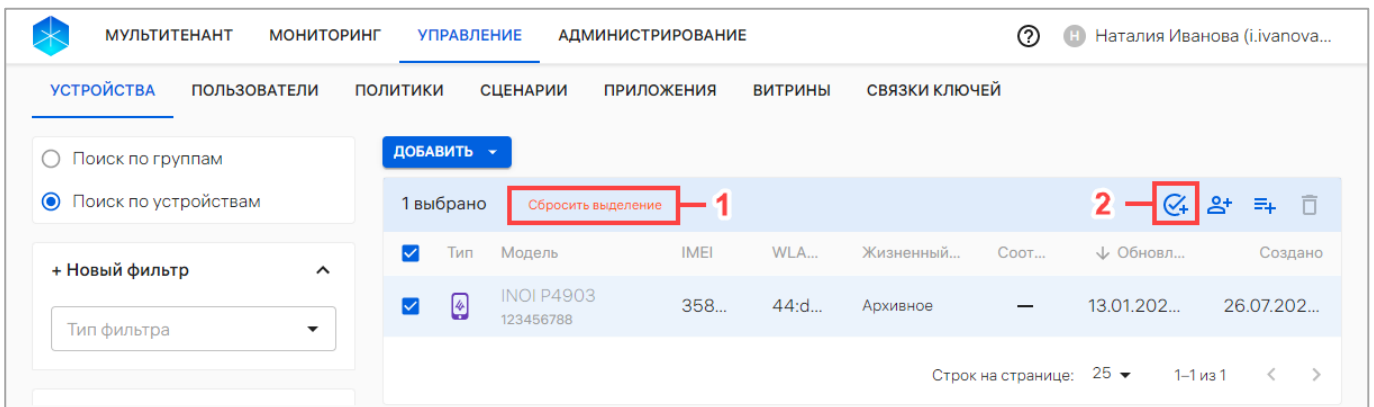 МУЛЬТИТЕНАНТ МОНИТОРИНГ УПРАВЛЕНИЕ АДМИНИСТРИРОВАНИЕ Н Наталия Иванова (i.ivanova...
УСТРОЙСТВА ПОЛЬЗОВАТЕЛИ ПОЛИТИКИ СЦЕНАРИИ ПРИЛОЖЕНИЯ ВИТРИНЫ СВЯЗКИ КЛЮЧЕЙ
Поиск по группам
Поиск по устройствам
+ Новый фильтр
Тип фильтра
ДОБАВИТЬ
1 выбрано Сбросить выделение 1 2
Тип Модель IMEI WLA... Жизненный... Соот... Обновл... Создано
INOI P4903 358... 44:d... Архивное — 13.01.202... 26.07.202...
123456788
Строк на странице: 25 1–1 из 1